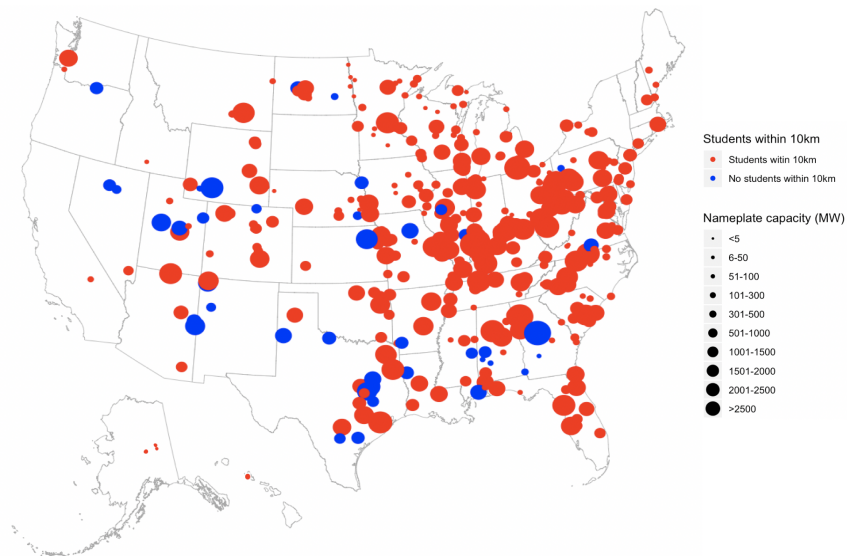 Students within 10km
Students witin 10km
No students within 10km
Nameplate capacity (MW)
<5
6-50
51-100
101-300
301-500
501-1000
1001-1500
1501-2000
2001-2500
>2500